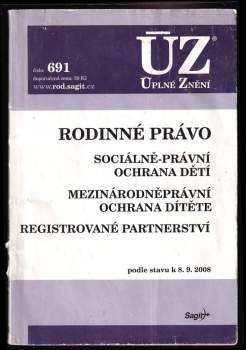 číslo 691
doporučená cena 59 Kč
www.rod.sagit.cz
ÚZ®
ÚPLNÉ ZNĚNÍ
RODINNÉ PRÁVO
SOCIÁLNĚ-PRÁVNÍ
OCHRANA DĚTÍ
MEZINÁRODNĚPRÁVNÍ
OCHRANA DÍTĚTE
REGISTROVANÉ PARTNERSTVÍ
podle stavu k 8. 9. 2008
Sagit